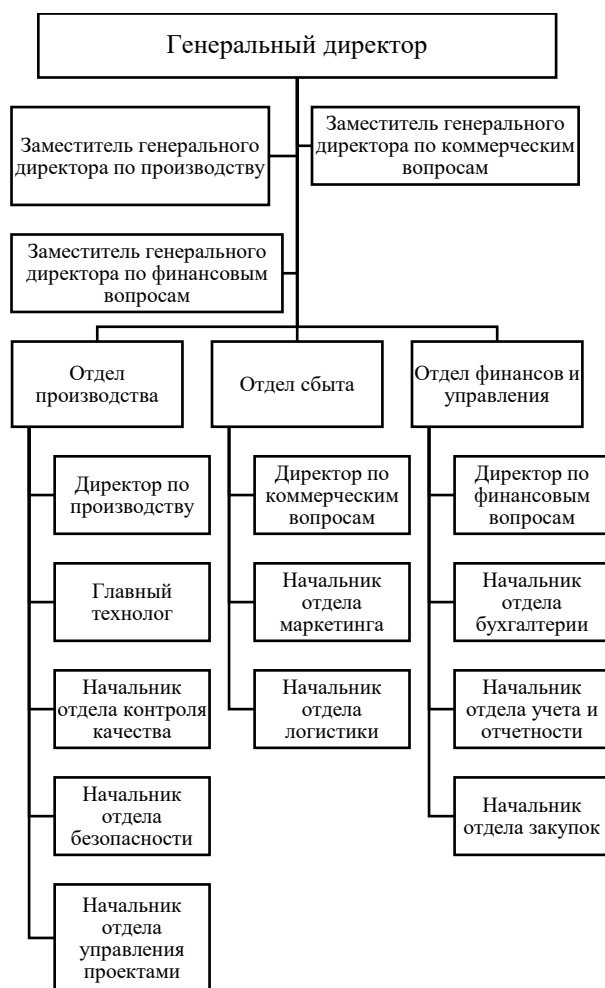 Генеральный директор
Заместитель генерального
директора по производству
Заместитель генерального
директора по коммерческим
вопросам
Заместитель генерального
директора по финансовым
вопросам
Отдел
производства
Отдел сбыта
Отдел финансов и
управления
Директор по
производству
Главный
технолог
Начальник
отдела контроля
качества
Начальник
отдела
безопасности
Начальник
отдела
управления
проектами
Директор по
коммерческим
вопросам
Начальник
отдела
маркетинга
Начальник
отдела
логистики
Директор по
финансовым
вопросам
Начальник
отдела
бухгалтерии
Начальник
отдела учета и
отчетности
Начальник
отдела закупок